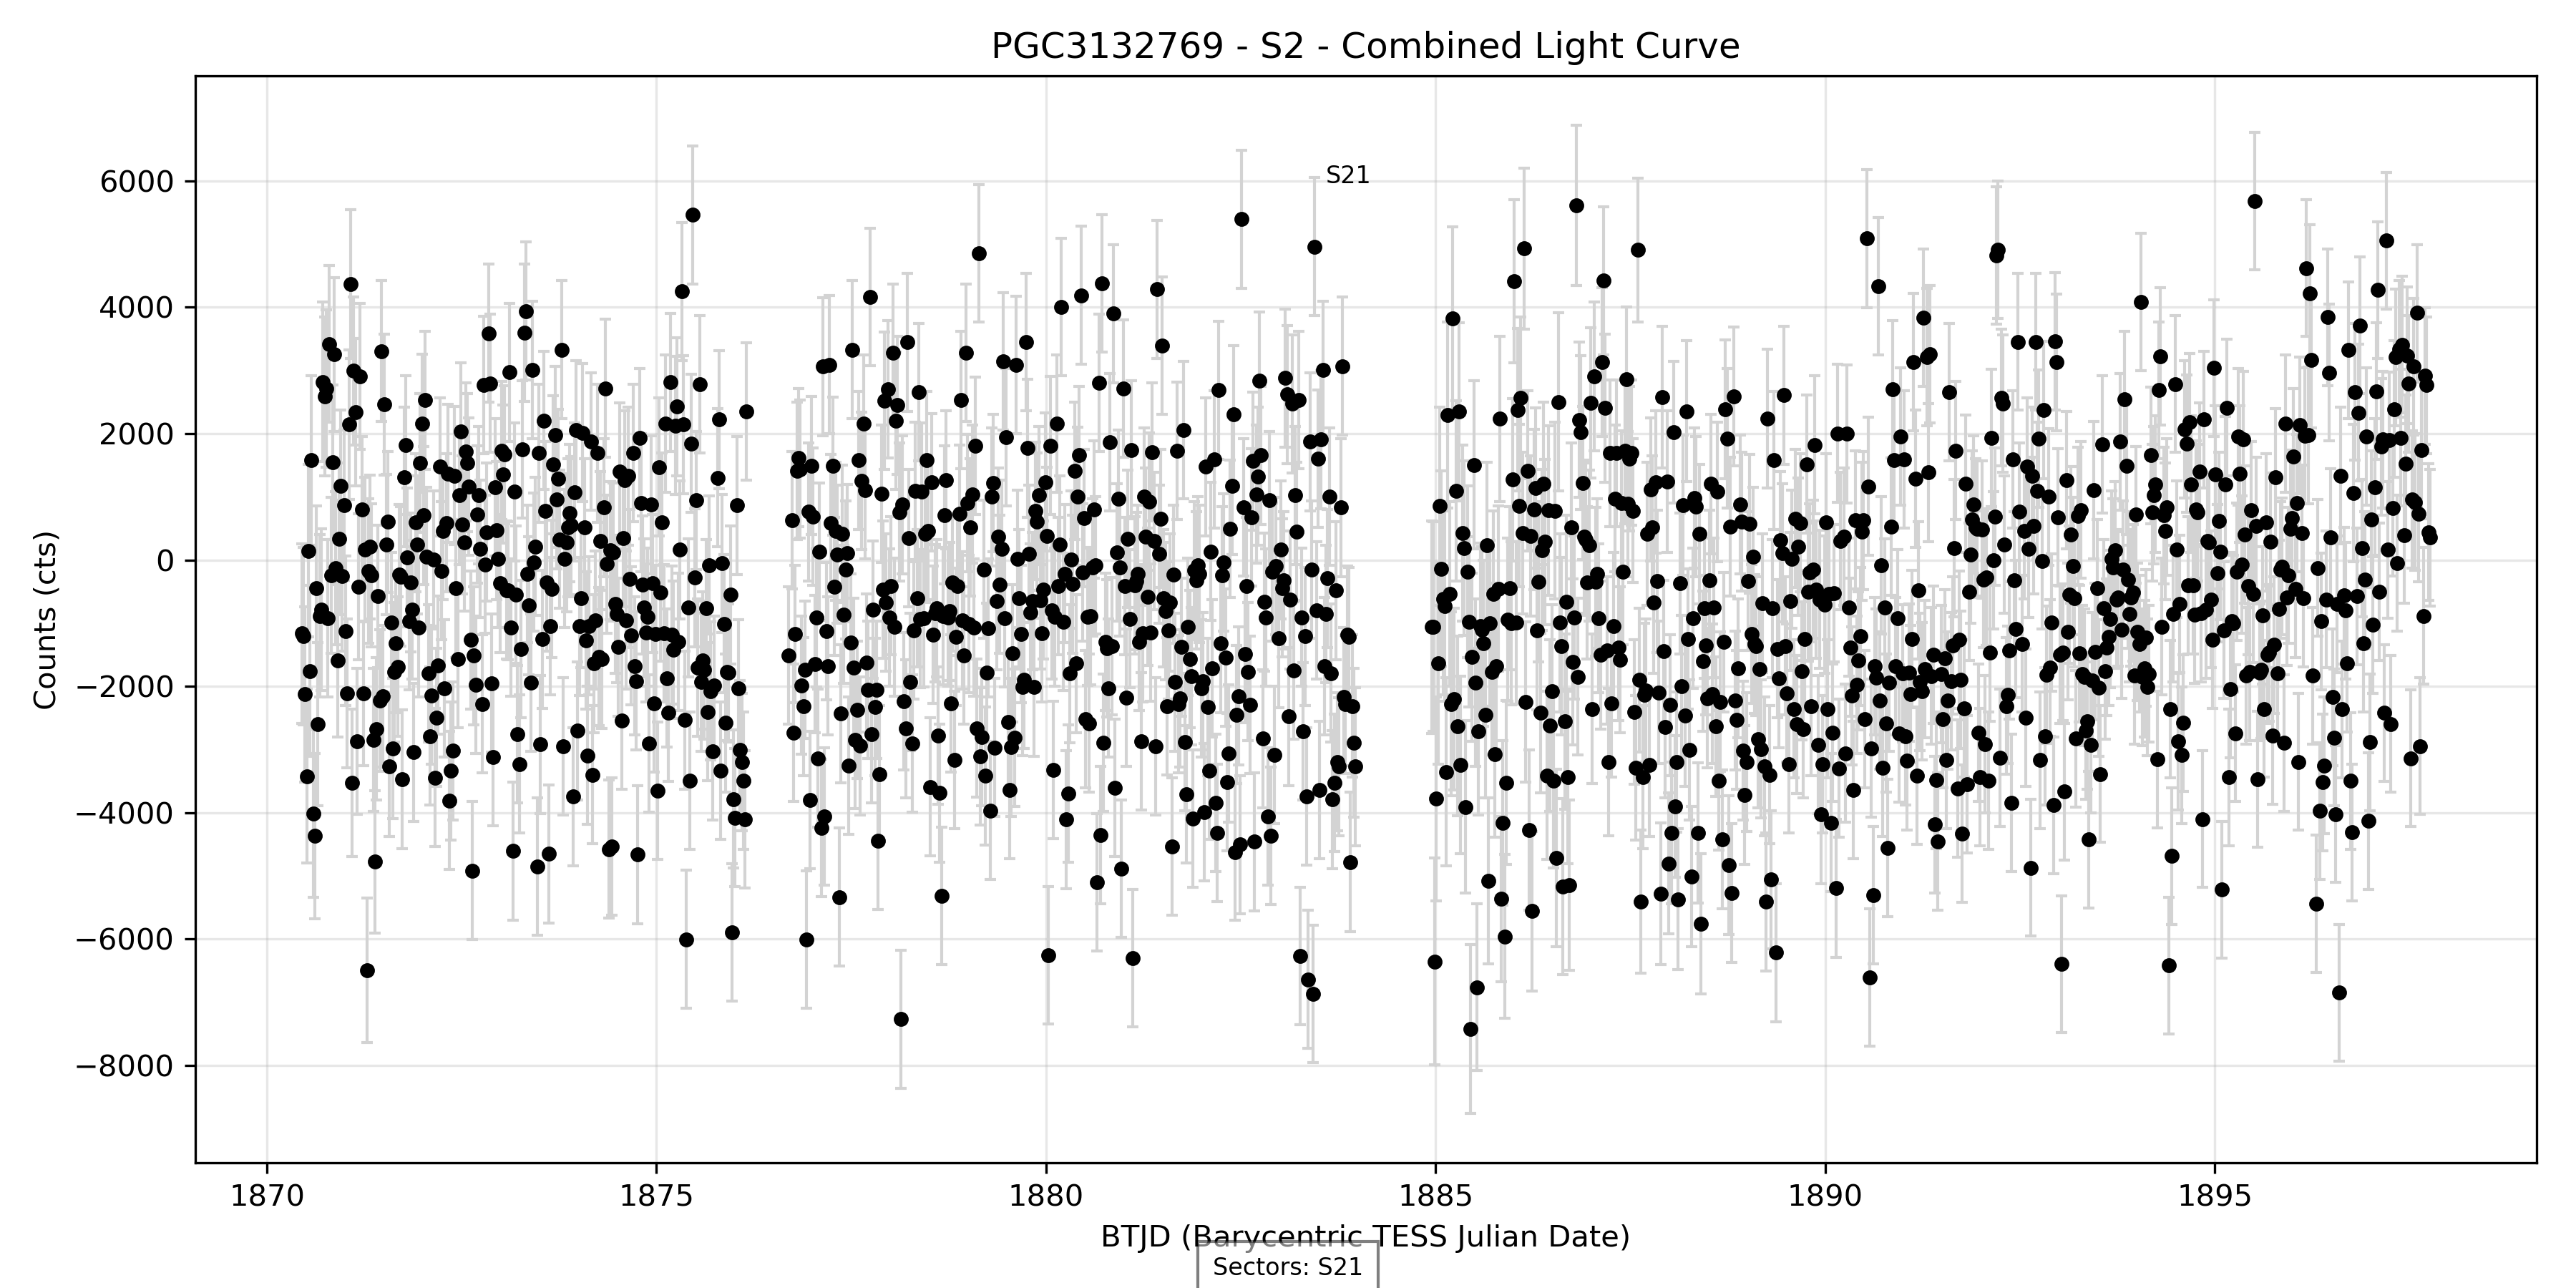 PGC3132769 - S2 - Combined Light Curve
Counts (cts)
6000
4000
2000
0
−2000
−4000
−6000
−8000
S21
1870 1875 1880 1885 1890 1895
BTJD (Barycentric TESS Julian Date)
Sectors: S21